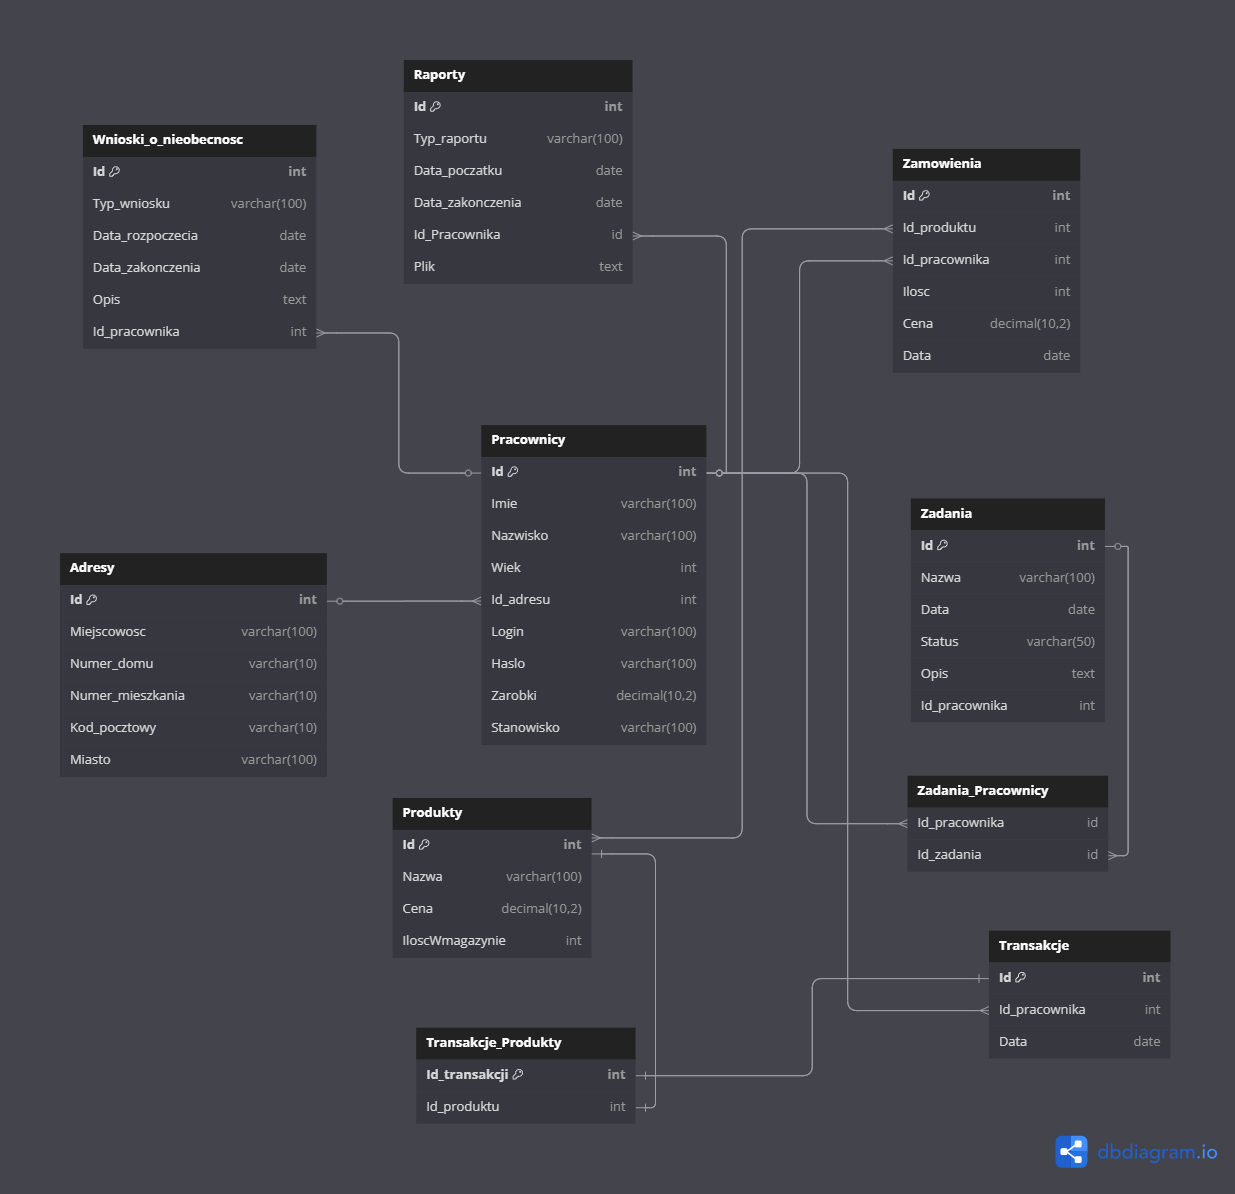 Raporty
Id int
Typ_raportu varchar(100)
Data_poczatku date
Data_zakonczenia date
Id_Pracownika id
Plik text
Wnioski_o_nieobecnosc
Id int
Typ_wniosku varchar(100)
Data_rozpoczecia date
Data_zakonczenia date
Opis text
Id_pracownika int
Zamowienia
Id int
Id_produktu int
Id_pracownika int
Ilosc int
Cena decimal(10,2)
Data date
Pracownicy
Id int
Imie varchar(100)
Nazwisko varchar(100)
Wiek int
Id_adresu int
Login varchar(100)
Haslo varchar(100)
Zarobki decimal(10,2)
Stanowisko varchar(100)
Zadania
Id int
Nazwa varchar(100)
Data date
Status varchar(50)
Opis text
Id_pracownika int
Adresy
Id int
Miejscowosc varchar(100)
Numer_domu varchar(10)
Numer_mieszkania varchar(10)
Kod_pocztowy varchar(10)
Miasto varchar(100)
Zadania_Pracownicy
Id_pracownika id
Id_zadania id
Produkty
Id int
Nazwa varchar(100)
Cena decimal(10,2)
IloscWmagazynie int
Transakcje
Id int
Id_pracownika int
Data date
Transakcje_Produkty
Id_transakcji int
Id_produktu int
dbdiagram.io